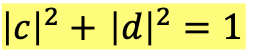 |c|² + |d|² = 1